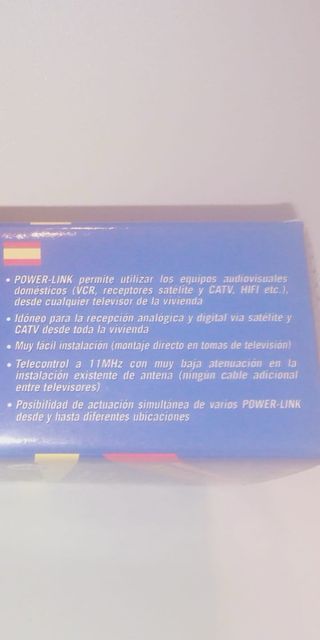 • POWER-LINK permite utilizar los equipos audiovisuales
domésticos (VCR, receptores satélite y CATV, HIFI etc.),
desde cualquier televisor de la vivienda
• Idóneo para la recepción analógica y digital via satélite y
CATV desde toda la vivienda
• Muy fácil instalación (montaje directo en tomas de televisión)
• Telecontrol a 11MHz con muy baja atenuación en la
instalación existente de antena (ningún cable adicional
entre televisores)
• Posibilidad de actuación simultánea de varios POWER-LINK
desde y hasta diferentes ubicaciones